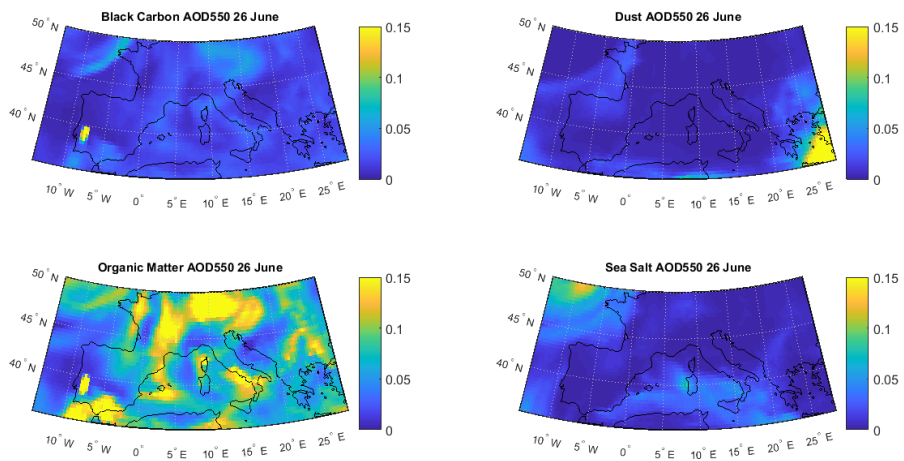 Black Carbon AOD550 26 June
50° N
45° N
40° N
10° W
5° W
0°
5° E
10° E
15° E
20° E
25° E
0.15
0.1
0.05
0
Dust AOD550 26 June
50° N
45° N
40° N
10° W
5° W
0°
5° E
10° E
15° E
20° E
25° E
0.15
0.1
0.05
0
Organic Matter AOD550 26 June
50° N
45° N
40° N
10° W
5° W
0°
5° E
10° E
15° E
20° E
25° E
0.15
0.1
0.05
0
Sea Salt AOD550 26 June
50° N
45° N
40° N
10° W
5° W
0°
5° E
10° E
15° E
20° E
25° E
0.15
0.1
0.05
0